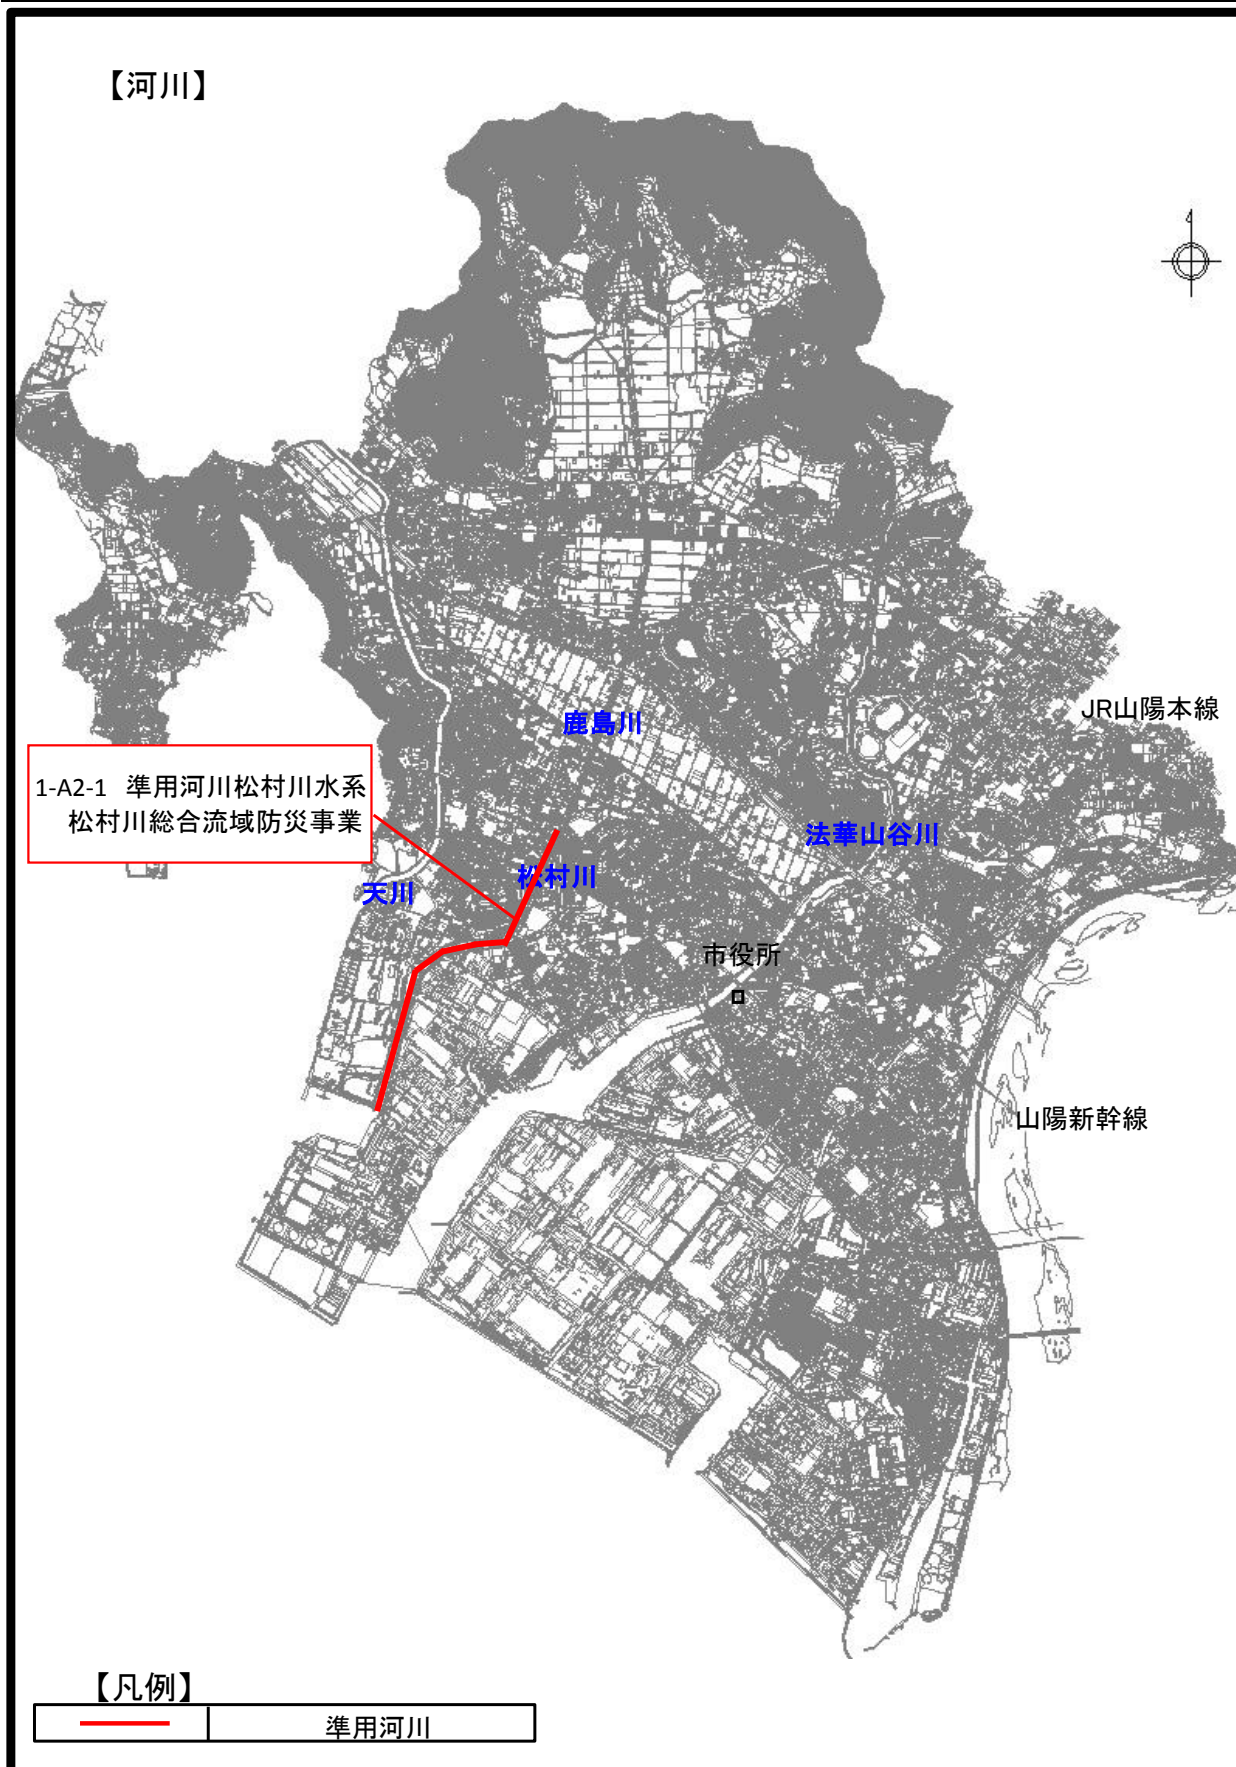 【河川】
JR山陽本線
鹿島川
1-A2-1 準用河川松村川水系
松村川総合流域防災事業
法華山谷川
松村川
天川
市役所
山陽新幹線
【凡例】
準用河川